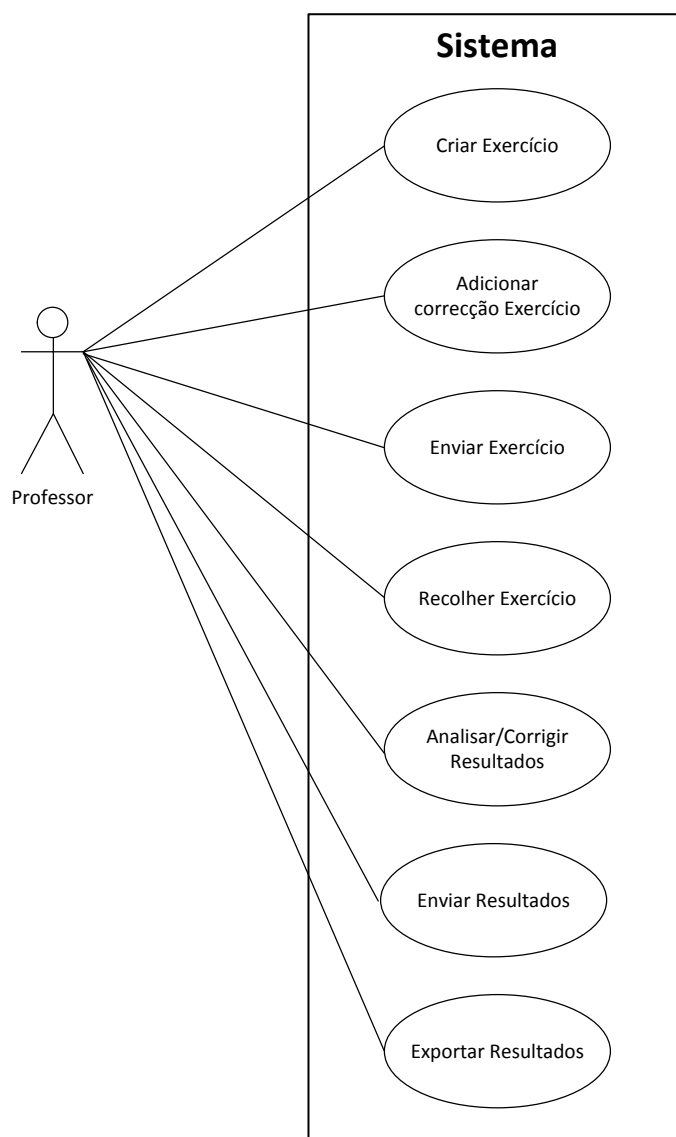 Sistema
Criar Exercício
Adicionar
correcção Exercício
Enviar Exercício
Professor
Recolher Exercício
Analisar/Corrigir
Resultados
Enviar Resultados
Exportar Resultados